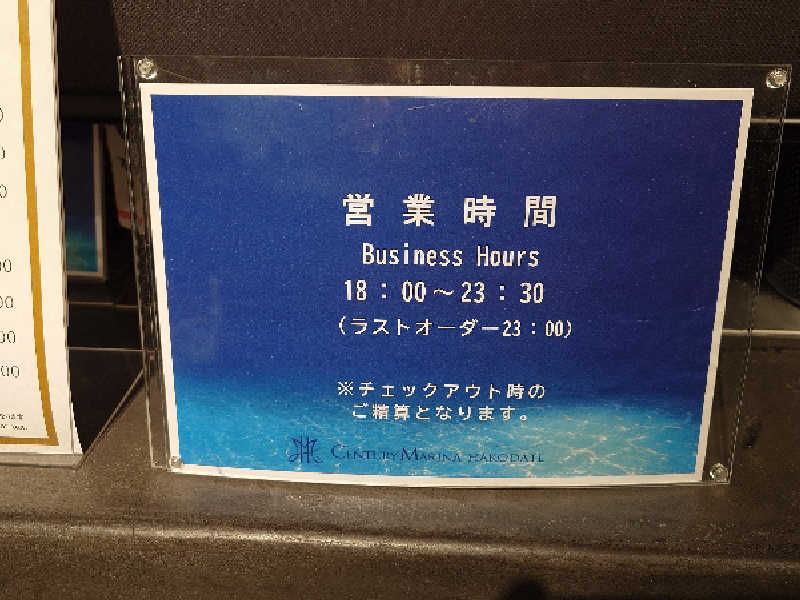 営業時間
Business Hours
18：00～23：30
（ラストオーダー23：00）
※チェックアウト時の
ご精算となります。
CENTURY MARINA HAKODATE